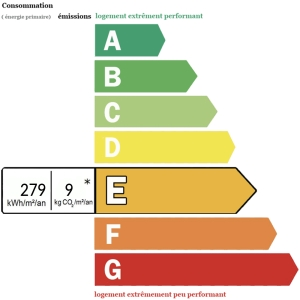 Consommation
( énergie primaire) émissions logement extrêment performant
A
B
C
D
279 9 * E
kWh/m²/an kg CO₂/m²/an
F
G
logement extrêmement peu performant